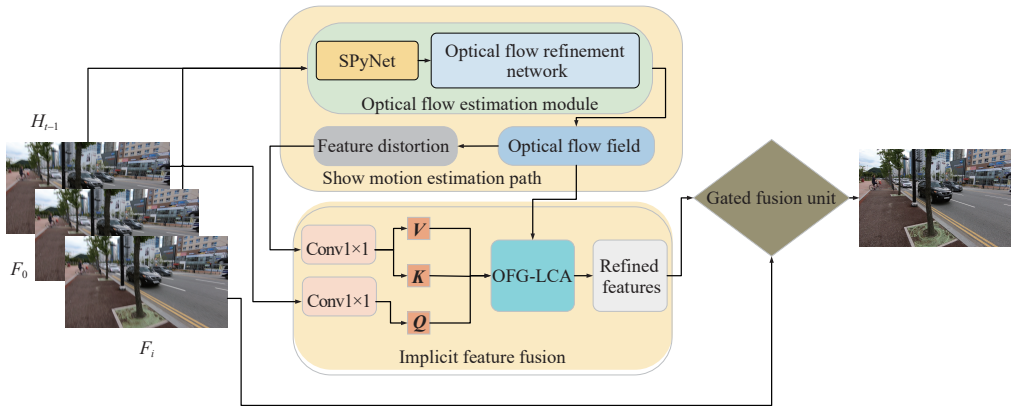 SPyNet
Optical flow refinement
network
Optical flow estimation module
H_{t-1}
Feature distortion
Optical flow field
Show motion estimation path
Gated fusion unit
Conv1×1
V
K
OFG-LCA
Refined
features
F_0
Conv1×1
Q
F_i
Implicit feature fusion